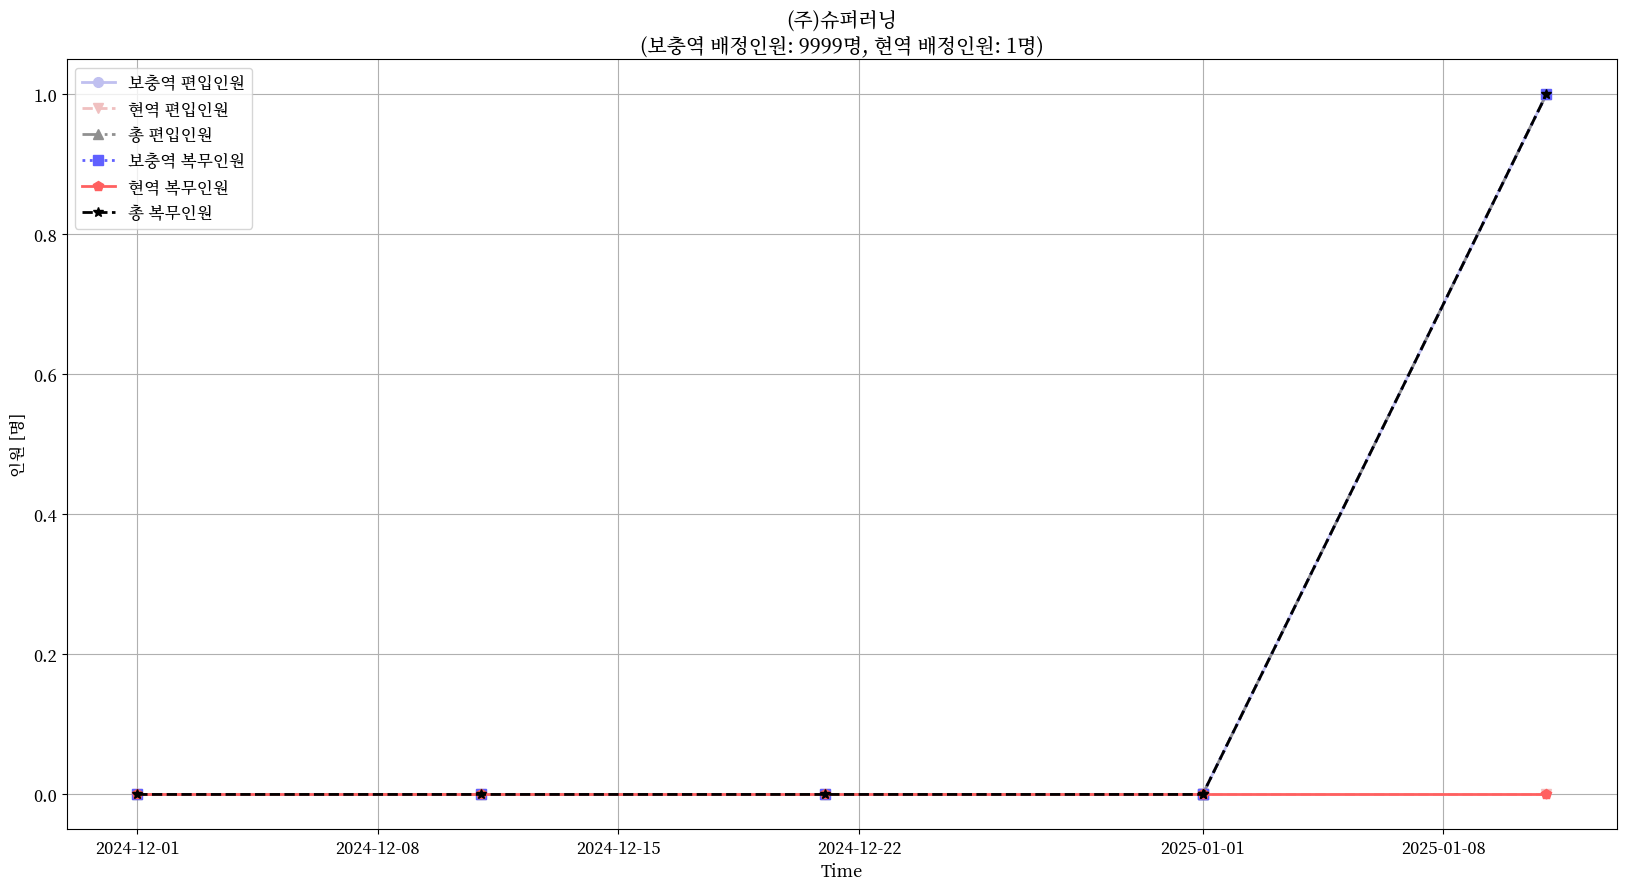 (주)슈퍼러닝
(보충역 배정인원: 9999명, 현역 배정인원: 1명)
보충역 편입인원
현역 편입인원
총 편입인원
보충역 복무인원
현역 복무인원
총 복무인원
1.0
0.8
0.6
0.4
0.2
0.0
인원 [명]
2024-12-01
2024-12-08
2024-12-15
2024-12-22
2025-01-01
2025-01-08
Time